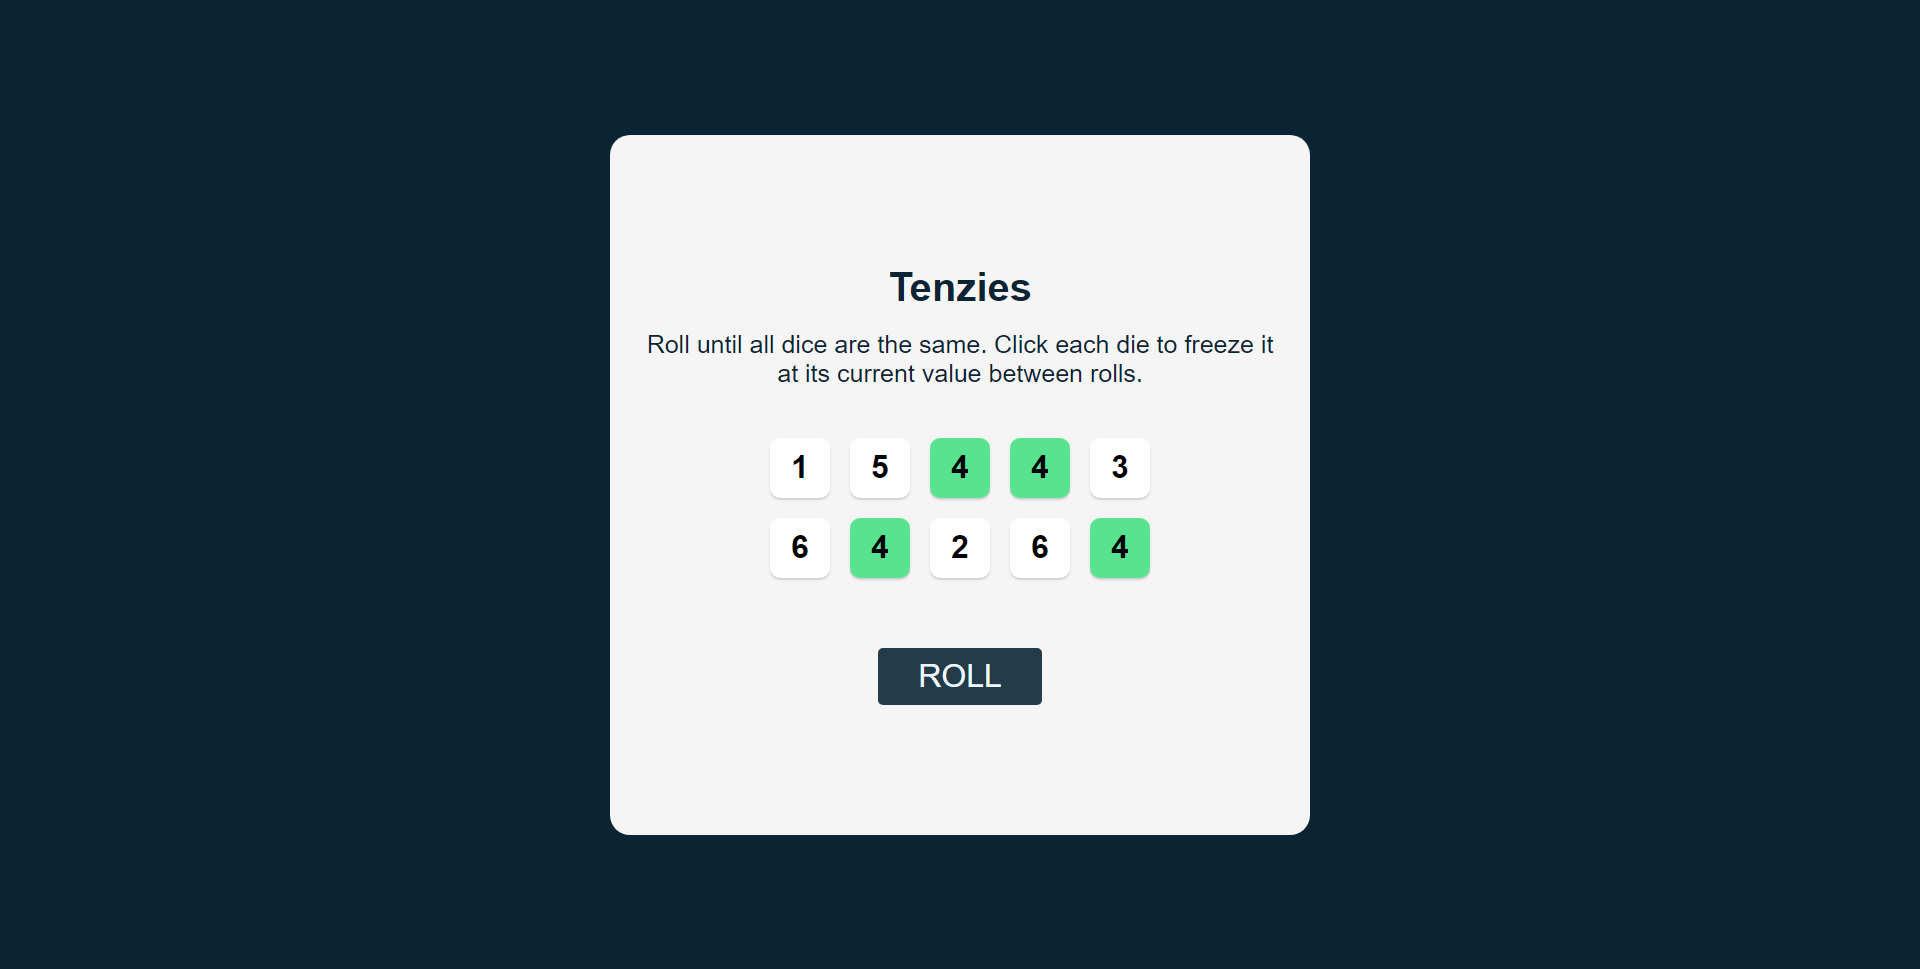 Tenzies
Roll until all dice are the same. Click each die to freeze it
at its current value between rolls.
1 5 4 4 3
6 4 2 6 4
ROLL